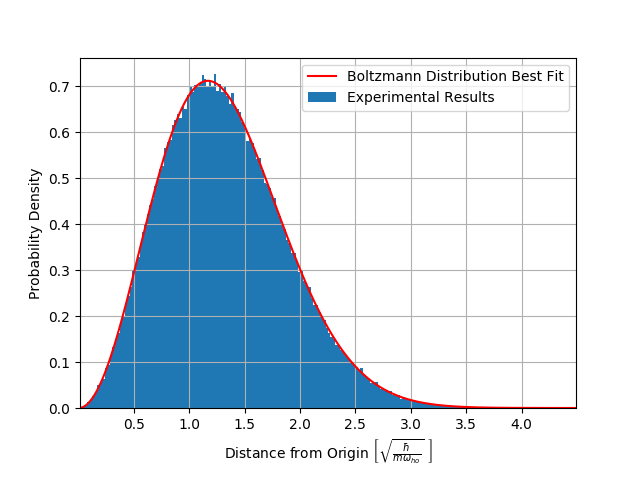 Boltzmann Distribution Best Fit
Experimental Results
Probability Density
0.7
0.6
0.5
0.4
0.3
0.2
0.1
0.0
0.5 1.0 1.5 2.0 2.5 3.0 3.5 4.0
Distance from Origin [√(ℏ/(mω_ho))]